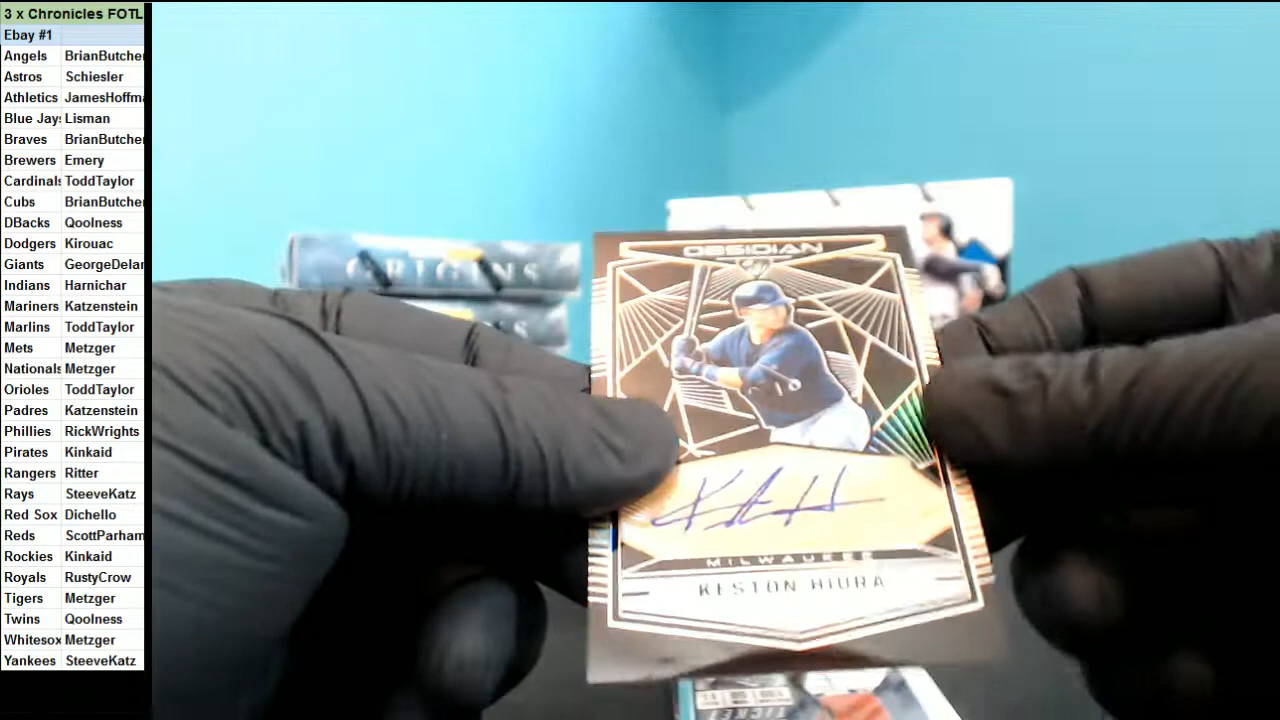 3 x Chronicles FOTL
Ebay #1
Angels BrianButcher
Astros Schiesler
Athletics JamesHoffma
Blue Jays Lisman
Braves BrianButcher
Brewers Emery
Cardinals ToddTaylor
Cubs BrianButcher
DBacks Qoolness
Dodgers Kirouac
Giants GeorgeDelar
Indians Harnichar
Mariners Katzenstein
Marlins ToddTaylor
Mets Metzger
Nationals Metzger
Orioles ToddTaylor
Padres Katzenstein
Phillies RickWrights
Pirates Kinkaid
Rangers Ritter
Rays SteeveKatz
Red Sox Dichello
Reds ScottParham
Rockies Kinkaid
Royals RustyCrow
Tigers Metzger
Twins Qoolness
Whitesox Metzger
Yankees SteeveKatz
ORIGINS
OBSIDIAN
MILWAUKEE
KESTON HIURA
TICKET